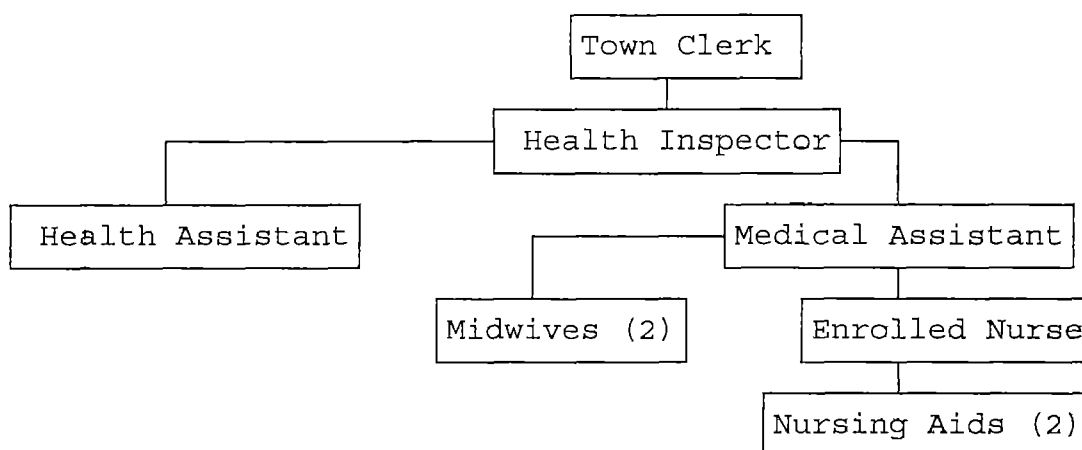 Town Clerk
Health Inspector
Health Assistant
Medical Assistant
Midwives (2)
Enrolled Nurse
Nursing Aids (2)